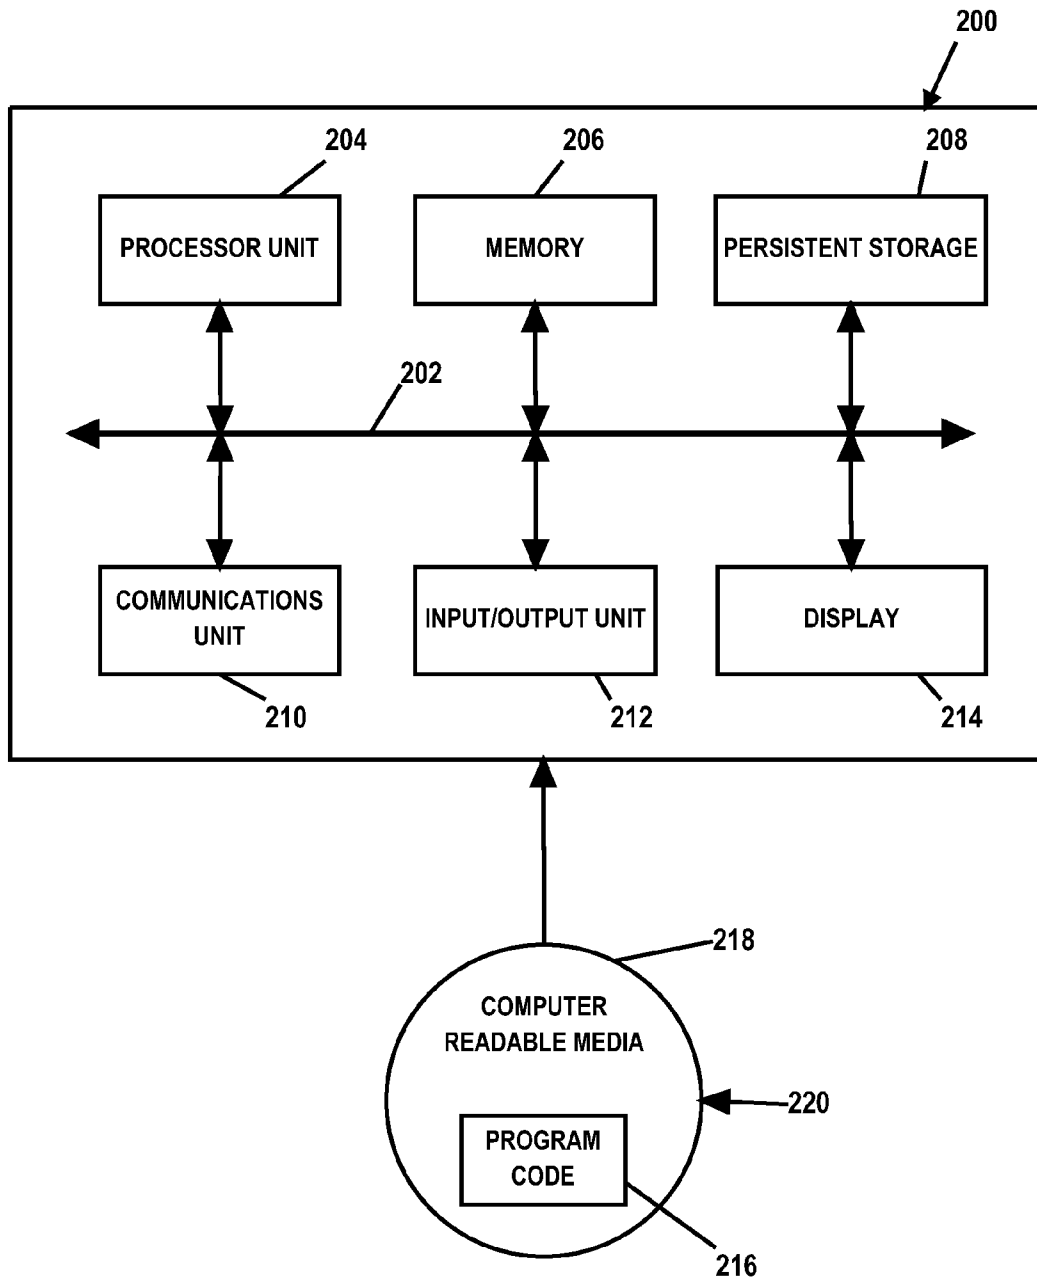 200
204
206
208
PROCESSOR UNIT
MEMORY
PERSISTENT STORAGE
202
COMMUNICATIONS
UNIT
INPUT/OUTPUT UNIT
DISPLAY
210
212
214
218
COMPUTER
READABLE MEDIA
220
PROGRAM
CODE
216